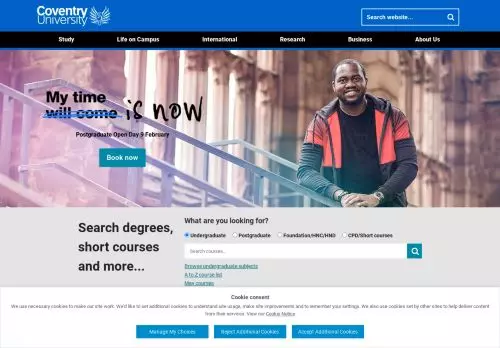 Coventry
University
Search website...
Study
Life on Campus
International
Research
Business
About Us
My time
will come is now
Postgraduate Open Day 9 February
Book now
Search degrees,
short courses
and more...
What are you looking for?
Undergraduate
Postgraduate
Foundation/HNC/HND
CPD/Short courses
Search courses...
Browse undergraduate subjects
A to Z course list
May courses
Cookie consent
We use necessary cookies to make our site work. We'd like to set additional cookies to understand site usage, make site improvements and to remember your settings. We also use cookies set by other sites to help deliver content
from their services. View our Cookie Notice
Manage My Choices
Reject Additional Cookies
Accept Additional Cookies